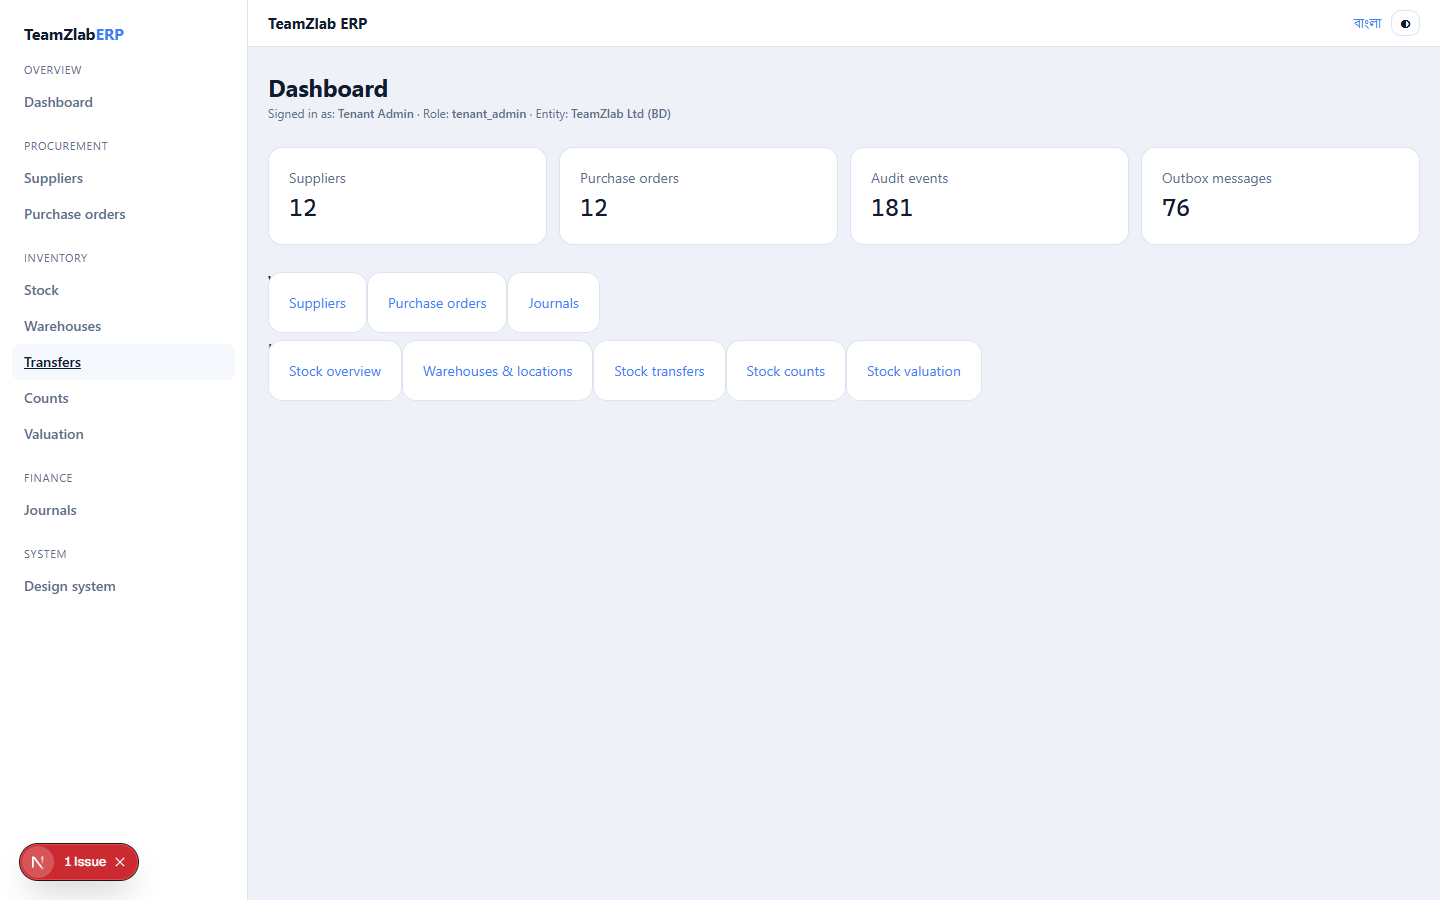 TeamZlabERP
OVERVIEW
Dashboard
PROCUREMENT
Suppliers
Purchase orders
INVENTORY
Stock
Warehouses
Transfers
Counts
Valuation
FINANCE
Journals
SYSTEM
Design system
1 Issue
TeamZlab ERP
বাংলা
Dashboard
Signed in as: Tenant Admin · Role: tenant_admin · Entity: TeamZlab Ltd (BD)
Suppliers
12
Purchase orders
12
Audit events
181
Outbox messages
76
Suppliers
Purchase orders
Journals
Stock overview
Warehouses & locations
Stock transfers
Stock counts
Stock valuation